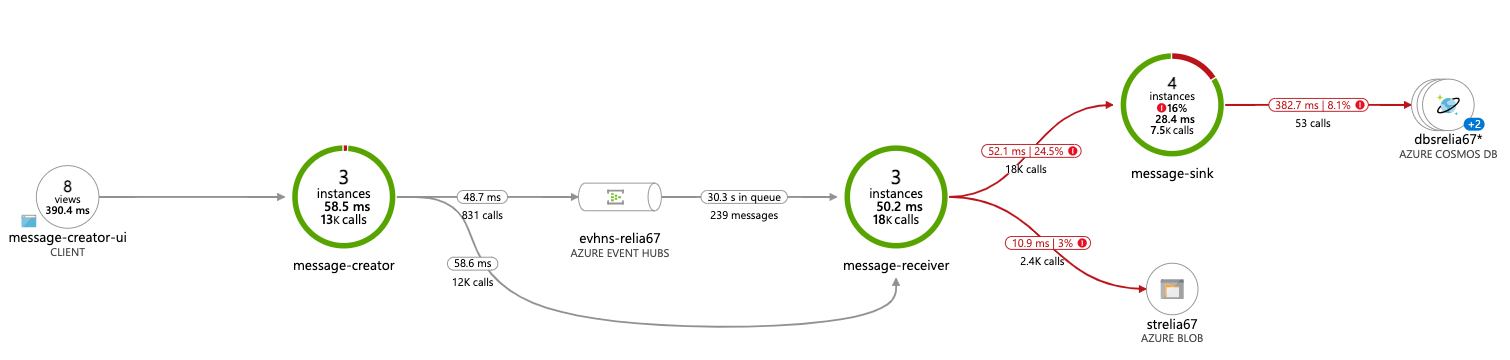 8
views
390.4 ms
message-creator-ui
CLIENT
3
instances
58.5 ms
13K calls
message-creator
48.7 ms
831 calls
58.6 ms
12K calls
evhns-relia67
AZURE EVENT HUBS
30.3 s in queue
239 messages
3
instances
50.2 ms
18K calls
message-receiver
52.1 ms | 24.5%
18K calls
10.9 ms | 3%
2.4K calls
4
instances
16%
28.4 ms
7.5K calls
message-sink
382.7 ms | 8.1%
53 calls
+2
dbsrelia67*
AZURE COSMOS DB
strelia67
AZURE BLOB